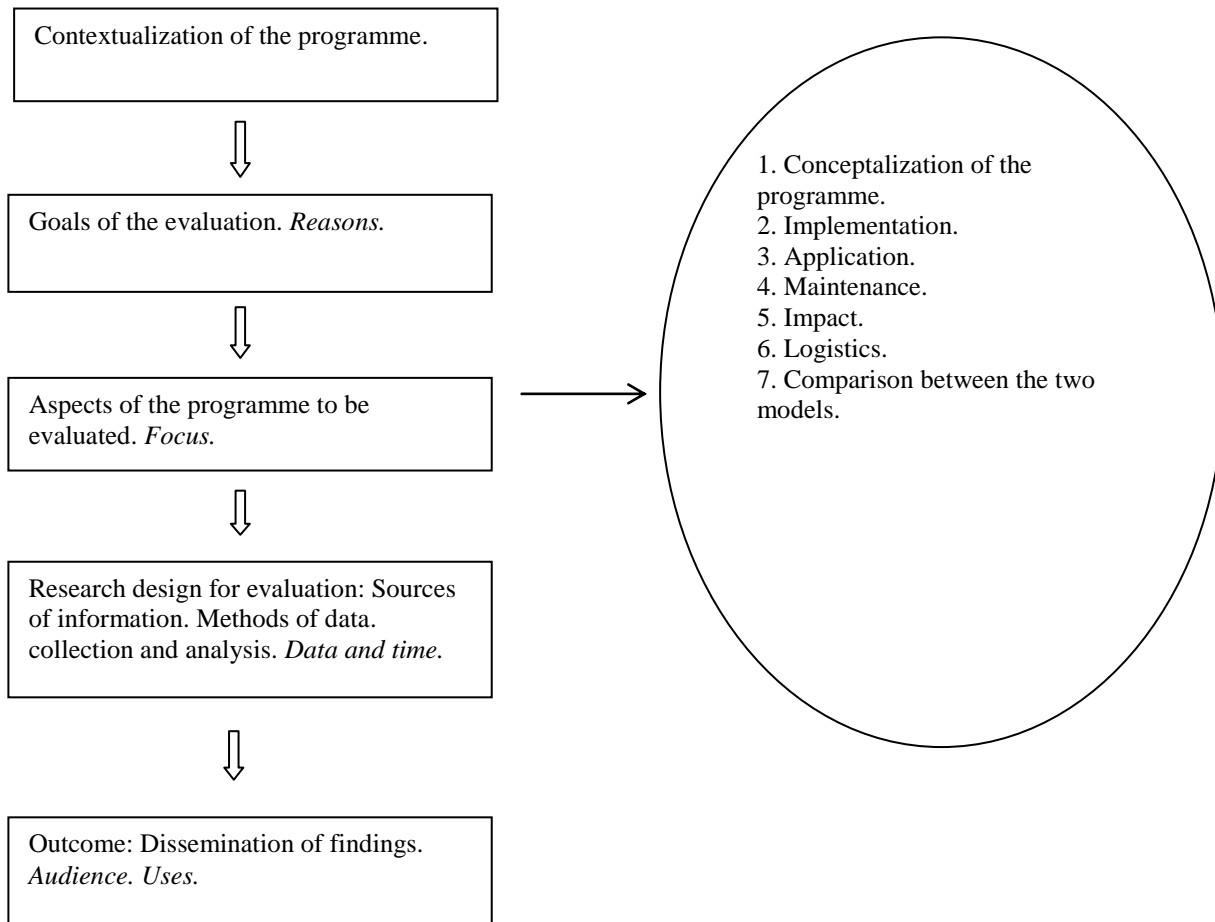 Contextualization of the programme.
Goals of the evaluation. Reasons.
Aspects of the programme to be
evaluated. Focus.
Research design for evaluation: Sources
of information. Methods of data.
collection and analysis. Data and time.
Outcome: Dissemination of findings.
Audience. Uses.
1. Conceptalization of the
programme.
2. Implementation.
3. Application.
4. Maintenance.
5. Impact.
6. Logistics.
7. Comparison between the two
models.